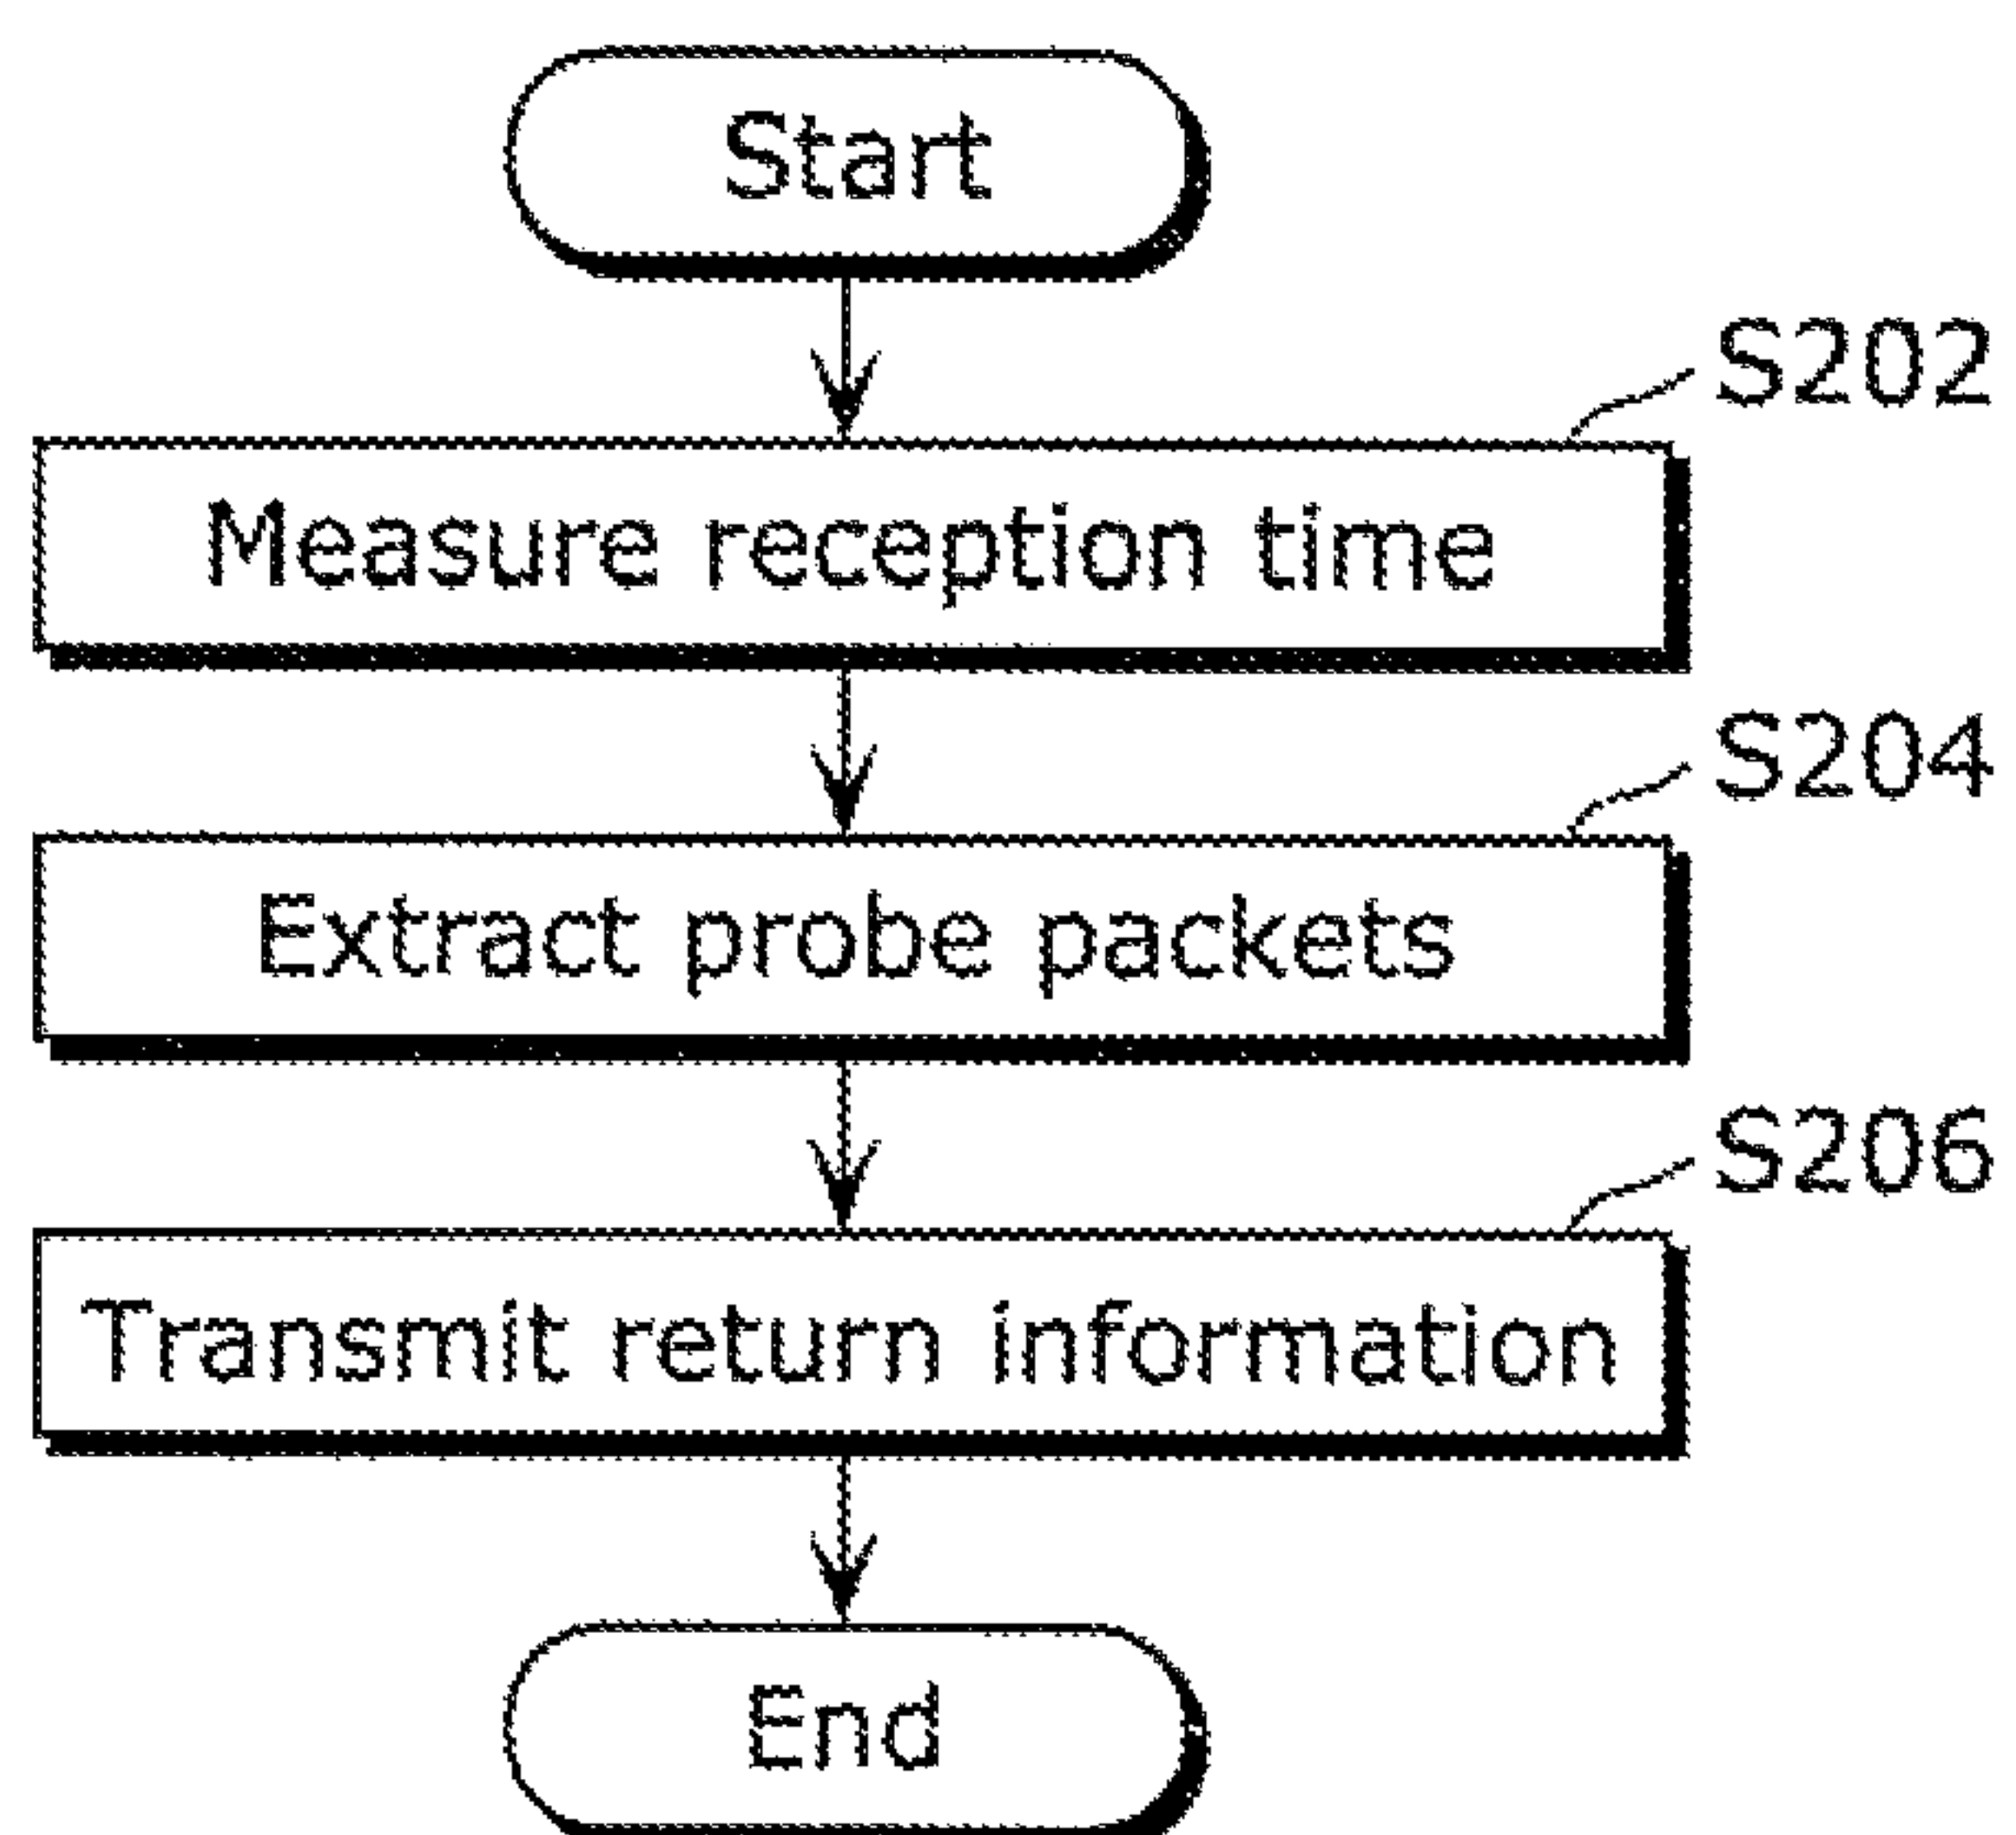 Start
S202
Measure reception time
S204
Extract probe packets
S206
Transmit return information
End